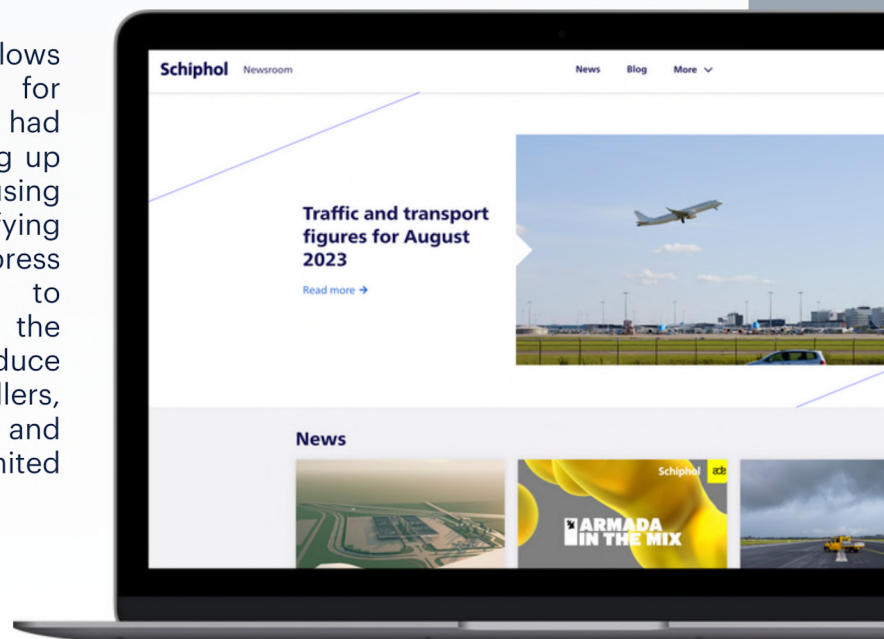 lows
for
had
g up
using
fying
press
to
the
duce
llers,
and
nited
Schiphol Newsroom News Blog More
Traffic and transport
figures for August
2023
Read more →
News
Schiphol ade
ARMADA
IN THE MIX